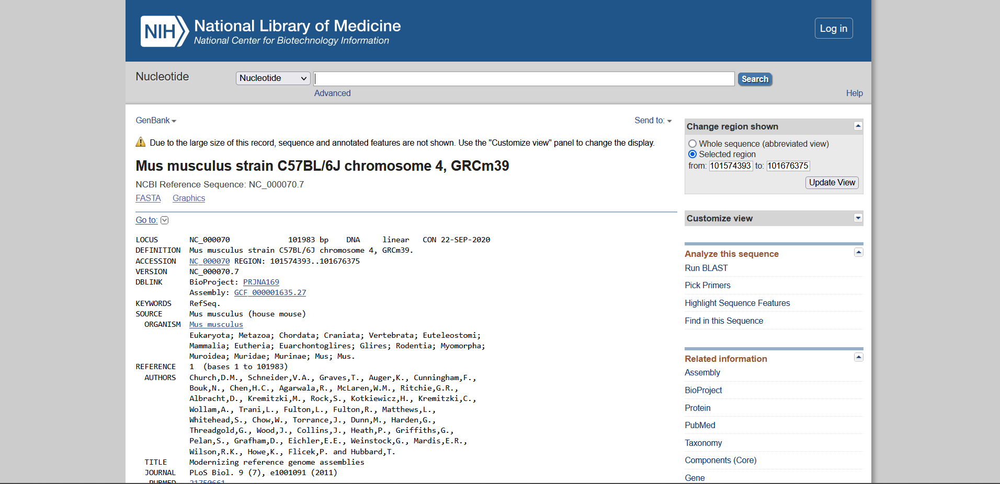 NIH National Library of Medicine
National Center for Biotechnology Information
Log in
Nucleotide
Nucleotide
Search
Advanced
Help
GenBank
Send to:
Due to the large size of this record, sequence and annotated features are not shown. Use the "Customize view" panel to change the display.
Mus musculus strain C57BL/6J chromosome 4, GRCm39
NCBI Reference Sequence: NC_000070.7
FASTA Graphics
Go to:
LOCUS NC_000070 101983 bp DNA linear CON 22-SEP-2020
DEFINITION Mus musculus strain C57BL/6J chromosome 4, GRCm39.
ACCESSION NC_000070 REGION: 101574393..101676375
VERSION NC_000070.7
DBLINK BioProject: PRJNA169
Assembly: GCF_000001635.27
KEYWORDS RefSeq.
SOURCE Mus musculus (house mouse)
ORGANISM Mus musculus
Eukaryota; Metazoa; Chordata; Craniata; Vertebrata; Euteleostomi;
Mammalia; Eutheria; Euarchontoglires; Glires; Rodentia; Myomorpha;
Muroidea; Muridae; Murinae; Mus; Mus.
REFERENCE 1 (bases 1 to 101983)
AUTHORS Church,D.M., Schneider,V.A., Graves,T., Auger,K., Cunningham,F.,
Bouk,N., Chen,H.C., Agarwala,R., McLaren,W.M., Ritchie,G.R.,
Albracht,D., Kremitzki,M., Rock,S., Kotkiewicz,H., Kremitzki,C.,
Wollam,A., Trani,L., Fulton,L., Fulton,R., Matthews,L.,
Whitehead,S., Chow,W., Torrance,J., Dunn,M., Harden,G.,
Threadgold,G., Wood,J., Collins,J., Heath,P., Griffiths,G.,
Pelan,S., Grafham,D., Eichler,E.E., Weinstock,G., Mardis,E.R.,
Wilson,R.K., Howe,K., Flicek,P. and Hubbard,T.
TITLE Modernizing reference genome assemblies
JOURNAL PLoS Biol. 9 (7), e1001091 (2011)
PUBMED 21750661
Change region shown
Whole sequence (abbreviated view)
Selected region
from: 101574393 to: 101676375
Update View
Customize view
Analyze this sequence
Run BLAST
Pick Primers
Highlight Sequence Features
Find in this Sequence
Related information
Assembly
BioProject
Protein
PubMed
Taxonomy
Components (Core)
Gene